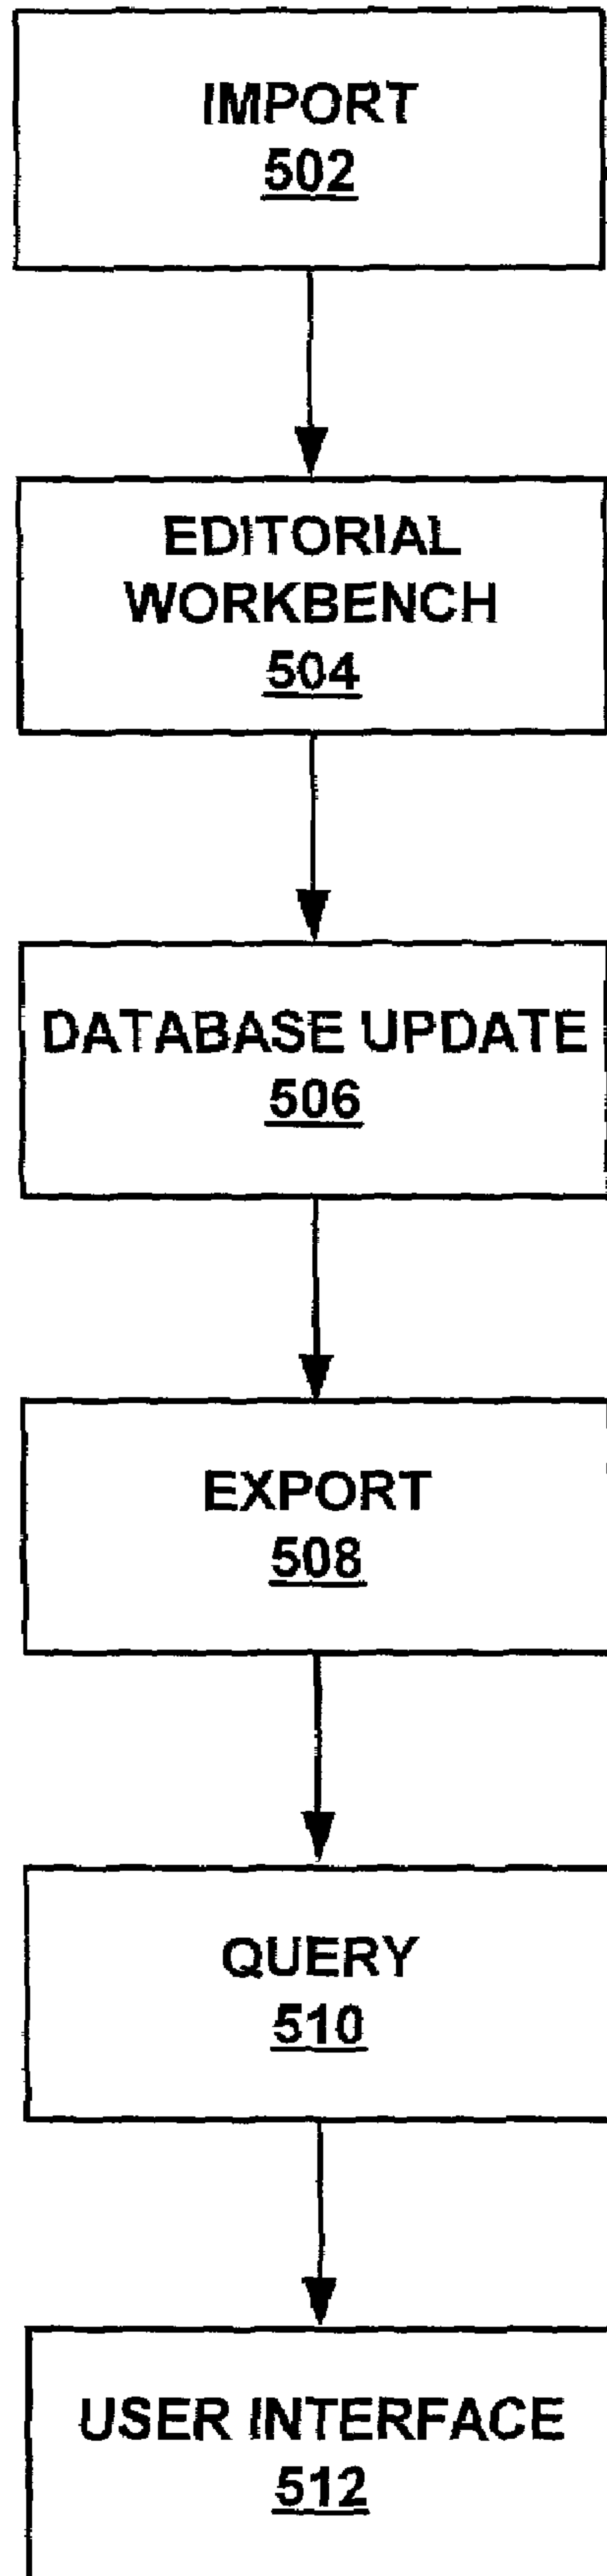 IMPORT
502
EDITORIAL
WORKBENCH
504
DATABASE UPDATE
506
EXPORT
508
QUERY
510
USER INTERFACE
512